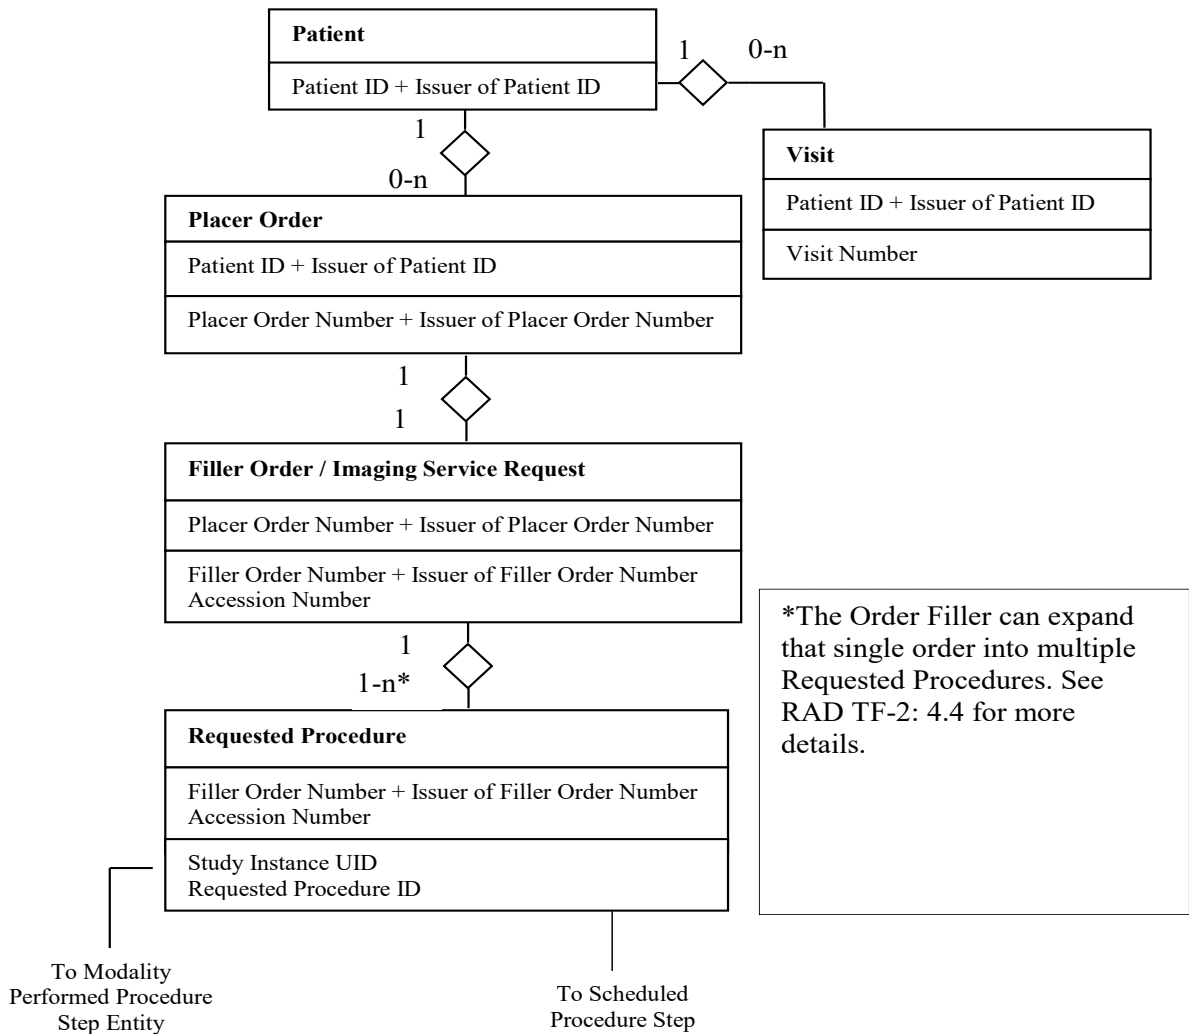 Patient
Patient ID + Issuer of Patient ID
1
0-n
1
0-n
Visit
Patient ID + Issuer of Patient ID
Visit Number
Placer Order
Patient ID + Issuer of Patient ID
Placer Order Number + Issuer of Placer Order Number
1
1
Filler Order / Imaging Service Request
Placer Order Number + Issuer of Placer Order Number
Filler Order Number + Issuer of Filler Order Number
Accession Number
1
1-n*
*The Order Filler can expand
that single order into multiple
Requested Procedures. See
RAD TF-2: 4.4 for more
details.
Requested Procedure
Filler Order Number + Issuer of Filler Order Number
Accession Number
Study Instance UID
Requested Procedure ID
To Modality
Performed Procedure
Step Entity
To Scheduled
Procedure Step